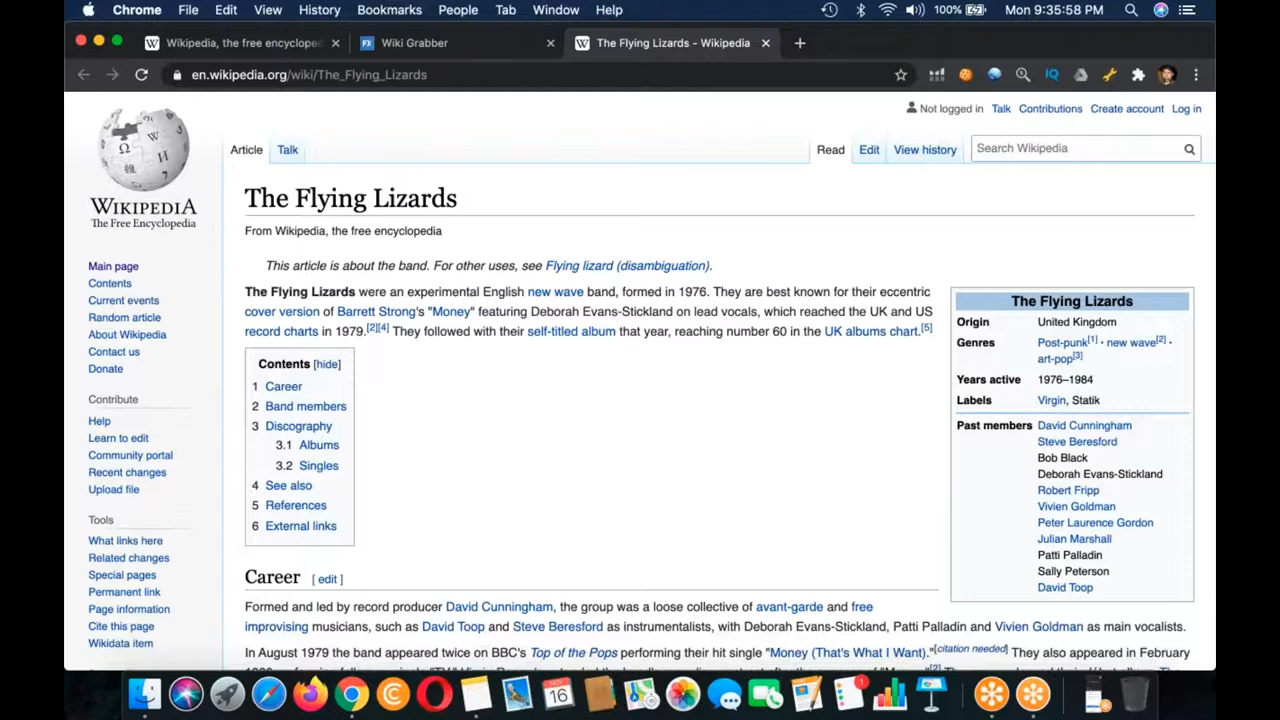 Chrome File Edit View History Bookmarks People Tab Window Help 100% Mon 9:35:58 PM
Wikipedia, the free encyclope
Wiki Grabber
The Flying Lizards - Wikipedia
en.wikipedia.org/wiki/The_Flying_Lizards
Not logged in Talk Contributions Create account Log in
Article Talk Read Edit View history Search Wikipedia
WIKIPEDIA
The Free Encyclopedia
Main page
Contents
Current events
Random article
About Wikipedia
Contact us
Donate
Contribute
Help
Learn to edit
Community portal
Recent changes
Upload file
Tools
What links here
Related changes
Special pages
Permanent link
Page information
Cite this page
Wikidata item
The Flying Lizards
From Wikipedia, the free encyclopedia
This article is about the band. For other uses, see Flying lizard (disambiguation).
The Flying Lizards were an experimental English new wave band, formed in 1976. They are best known for their eccentric
cover version of Barrett Strong's "Money" featuring Deborah Evans-Stickland on lead vocals, which reached the UK and US
record charts in 1979.[2][4] They followed with their self-titled album that year, reaching number 60 in the UK albums chart.[5]
Contents [hide]
1 Career
2 Band members
3 Discography
3.1 Albums
3.2 Singles
4 See also
5 References
6 External links
The Flying Lizards
Origin United Kingdom
Genres Post-punk[1] · new wave[2] ·
art-pop[3]
Years active 1976–1984
Labels Virgin, Statik
Past members David Cunningham
Steve Beresford
Bob Black
Deborah Evans-Stickland
Robert Fripp
Vivien Goldman
Peter Laurence Gordon
Julian Marshall
Patti Palladin
Sally Peterson
David Toop
Career [ edit ]
Formed and led by record producer David Cunningham, the group was a loose collective of avant-garde and free
improvising musicians, such as David Toop and Steve Beresford as instrumentalists, with Deborah Evans-Stickland, Patti Palladin and Vivien Goldman as main vocalists.
In August 1979 the band appeared twice on BBC's Top of the Pops performing their hit single "Money (That's What I Want)."[citation needed] They also appeared in February
NOV
16
1